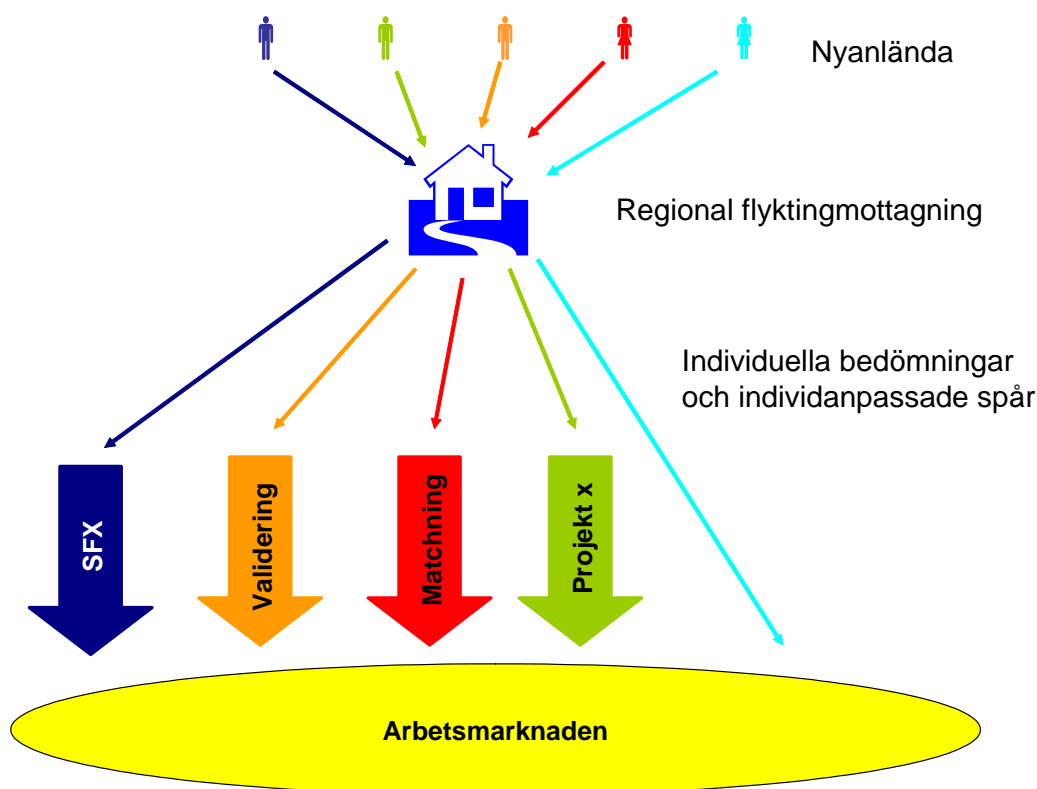 Nyanlända
Regional flyktingmottagning
Individuella bedömningar
och individanpassade spår
SFX
Validering
Matchning
Projekt x
Arbetsmarknaden